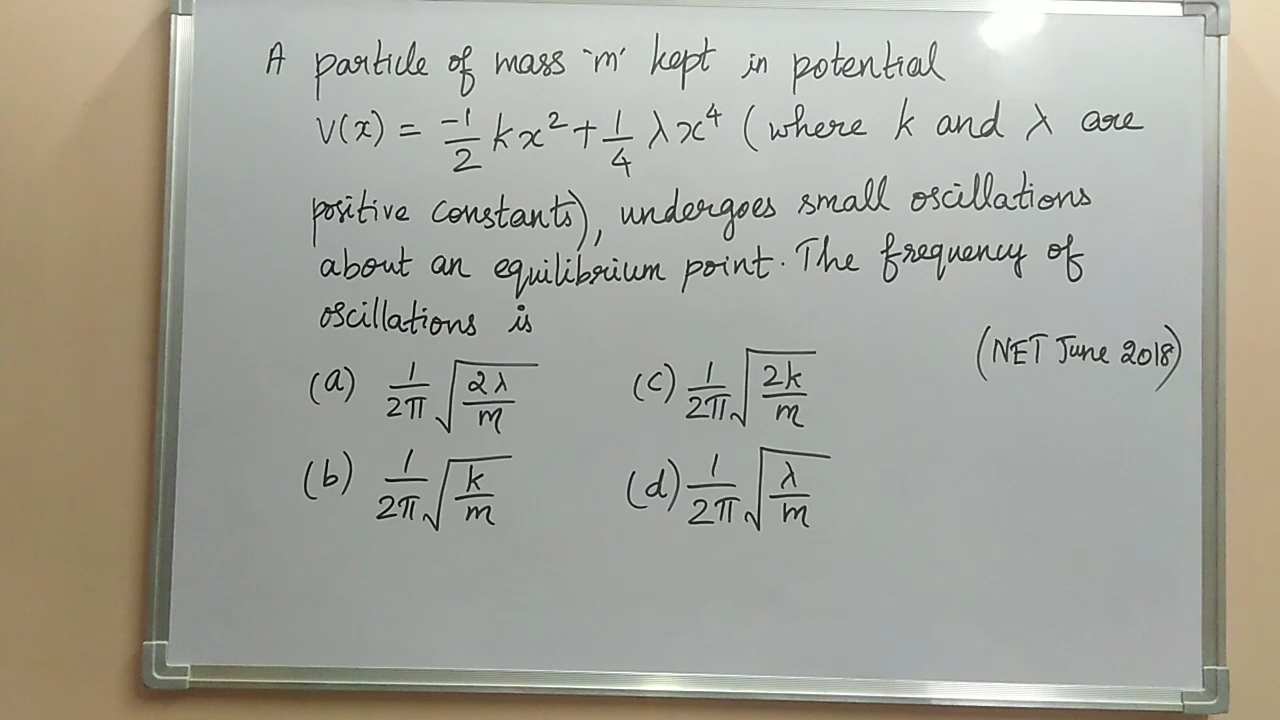 A particle of mass 'm' kept in potential
V(x) = -1/2 kx² + 1/4 λx⁴ (where k and λ are
positive constants), undergoes small oscillations
about an equilibrium point. The frequency of
oscillations is
(NET June 2018)
(a) 1/2π √(2λ/m) (c) 1/2π √(2k/m)
(b) 1/2π √(k/m) (d) 1/2π √(λ/m)